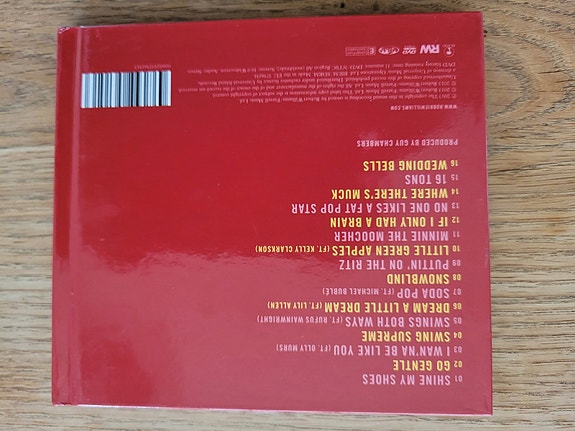 01 SHINE MY SHOES
02 GO GENTLE
03 I WAN'NA BE LIKE YOU (FT. OLLY MURS)
04 SWING SUPREME
05 SWINGS BOTH WAYS (FT. RUFUS WAINWRIGHT)
06 DREAM A LITTLE DREAM (FT. LILY ALLEN)
07 SODA POP (FT. MICHAEL BUBLÉ)
08 SNOWBLIND
09 PUTTIN' ON THE RITZ
10 LITTLE GREEN APPLES (FT. KELLY CLARKSON)
11 MINNIE THE MOOCHER
12 IF I ONLY HAD A BRAIN
13 NO ONE LIKES A FAT POP STAR
14 WHERE THERE'S MUCK
15 16 TONS
16 WEDDING BELLS
PRODUCED BY GUY CHAMBERS
WWW.ROBBIEWILLIAMS.COM
RW